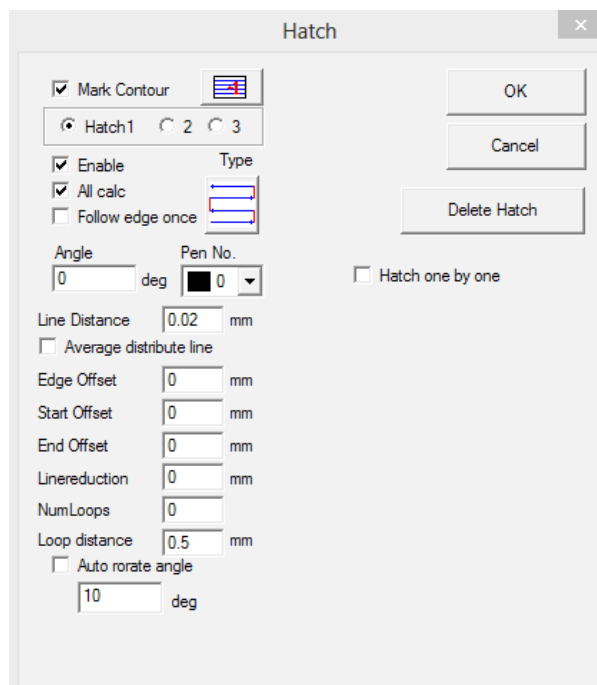 Hatch
Mark Contour
OK
Hatch1 2 3
Cancel
Enable Type
All calc
Follow edge once
Delete Hatch
Angle Pen No.
0 deg 0
Hatch one by one
Line Distance 0.02 mm
Average distribute line
Edge Offset 0 mm
Start Offset 0 mm
End Offset 0 mm
Linereduction 0 mm
NumLoops 0
Loop distance 0.5 mm
Auto rorate angle
10 deg